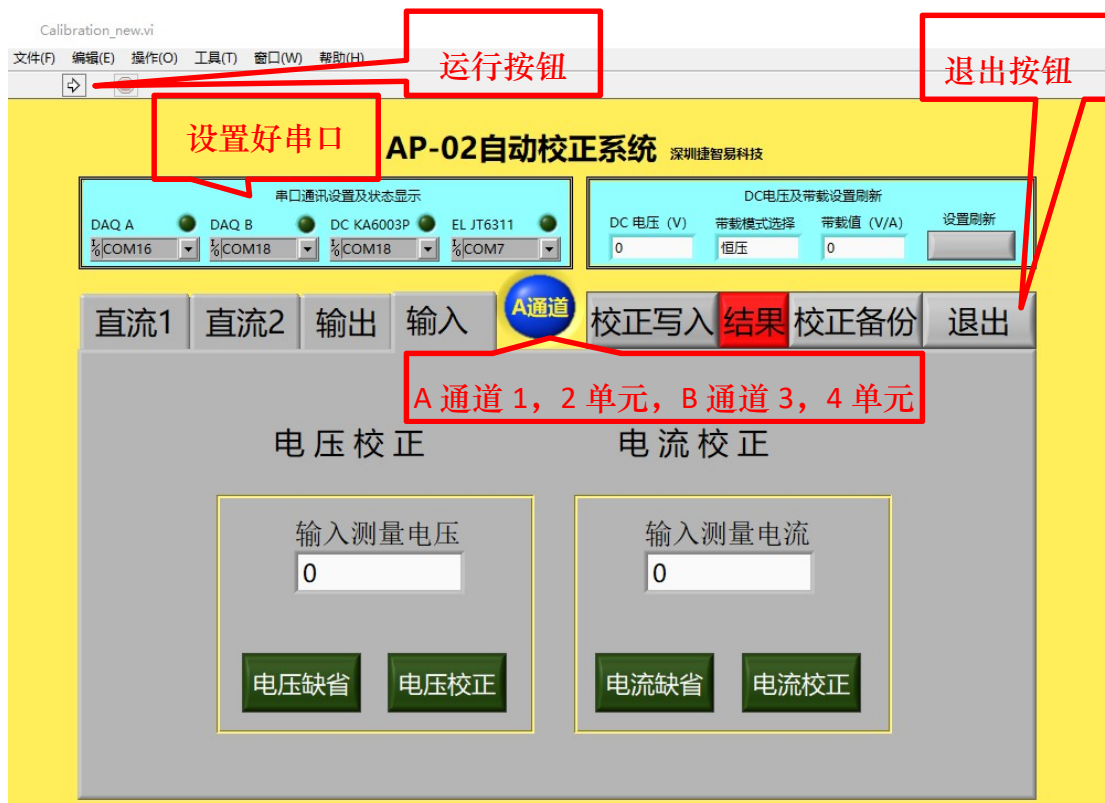 Calibration_new.vi
文件(F) 编辑(E) 操作(O) 工具(T) 窗口(W) 帮助(H)
运行按钮
退出按钮
设置好串口
AP-02自动校正系统 深圳捷智易科技
串口通讯设置及状态显示
DAQ A DAQ B DC KA6003P EL JT6311
COM16 COM18 COM18 COM7
DC电压及带载设置刷新
DC 电压 (V) 带载模式选择 带载值 (V/A) 设置刷新
0 恒压 0
直流1 直流2 输出 输入 A通道 校正写入 结果 校正备份 退出
A 通道 1，2 单元，B 通道 3，4 单元
电压校正 电流校正
输入测量电压 输入测量电流
0 0
电压缺省 电压校正 电流缺省 电流校正